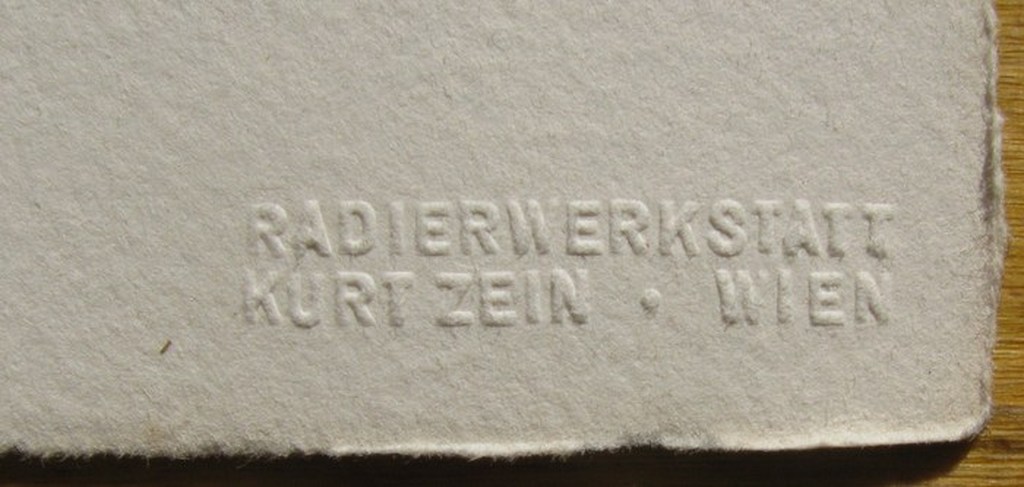 RADIERWERKSTATT
KURT ZEIN • WIEN